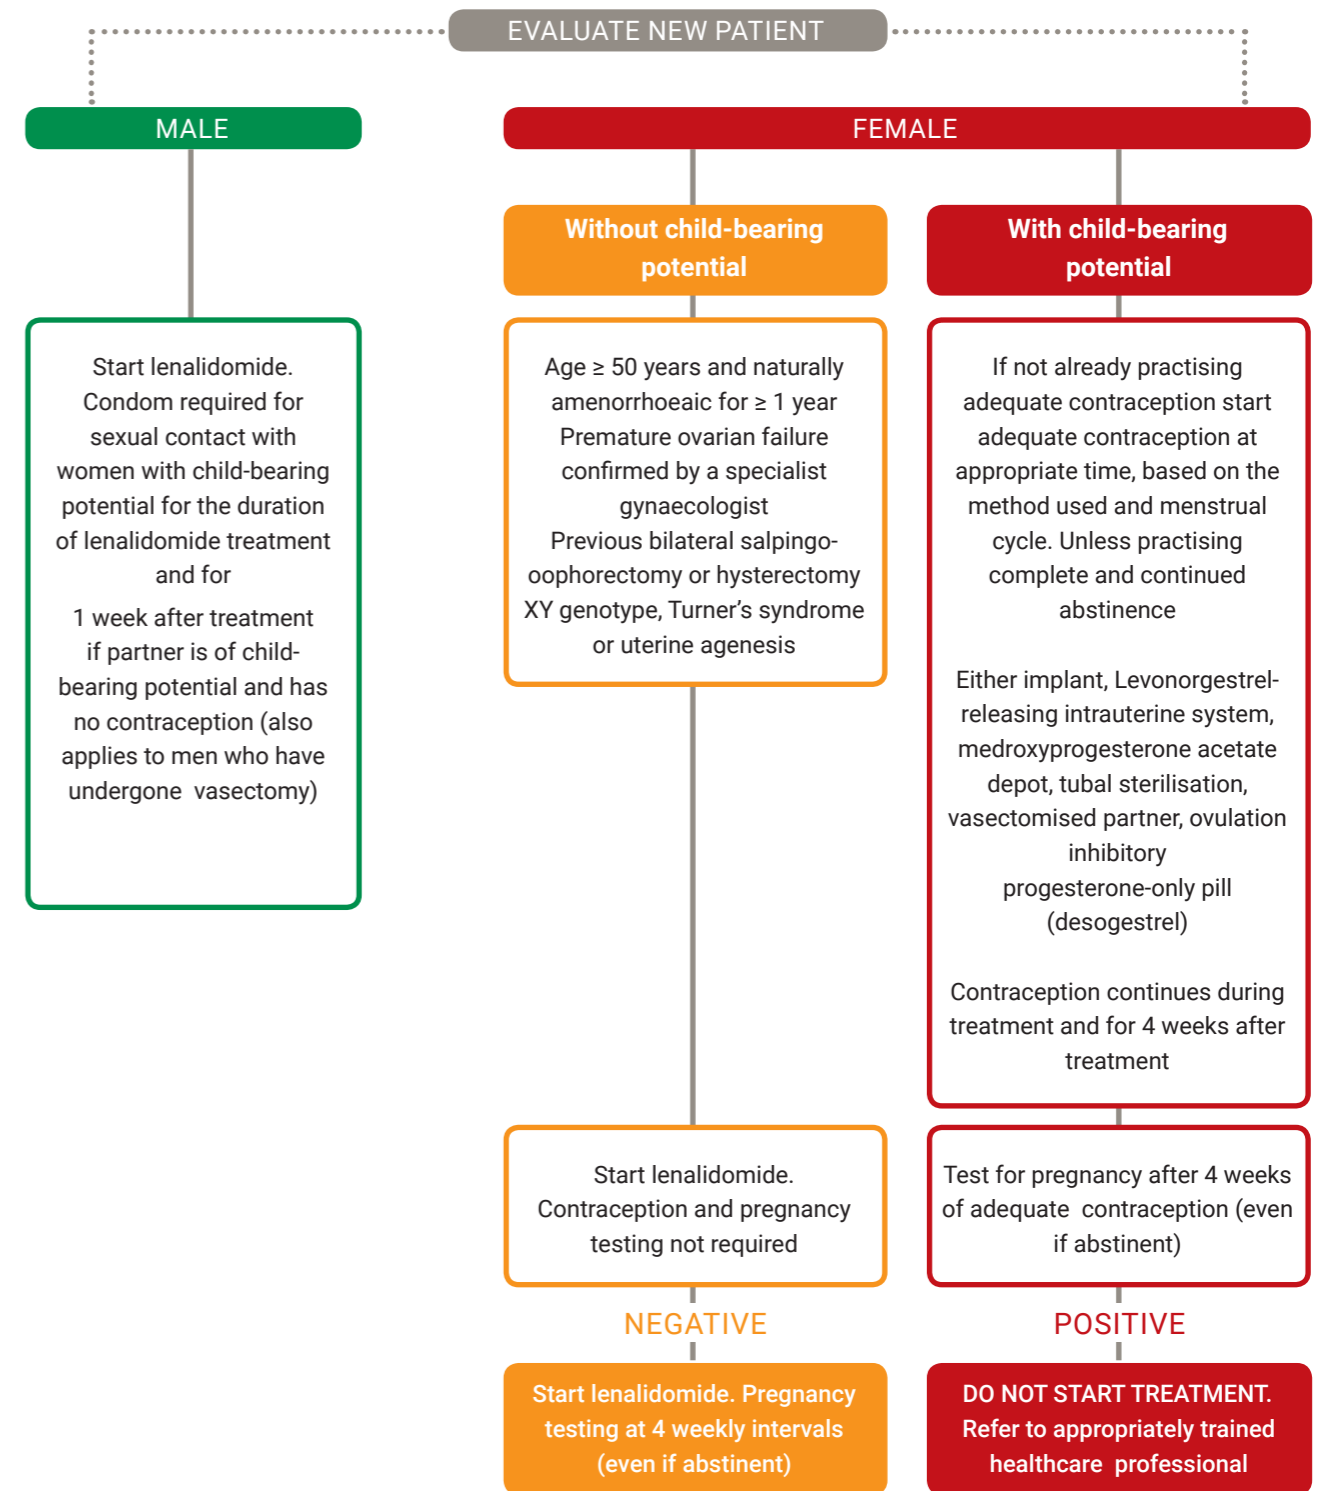 EVALUATE NEW PATIENT
MALE
Start lenalidomide.
Condom required for
sexual contact with
women with child-bearing
potential for the duration
of lenalidomide treatment
and for
1 week after treatment
if partner is of child-
bearing potential and has
no contraception (also
applies to men who have
undergone vasectomy)
FEMALE
Without child-bearing
potential
Age ≥ 50 years and naturally
amenorrhoeaic for ≥ 1 year
Premature ovarian failure
confirmed by a specialist
gynaecologist
Previous bilateral salpingo-
oophorectomy or hysterectomy
XY genotype, Turner’s syndrome
or uterine agenesis
Start lenalidomide.
Contraception and pregnancy
testing not required
NEGATIVE
Start lenalidomide. Pregnancy
testing at 4 weekly intervals
(even if abstinent)
With child-bearing
potential
If not already practising
adequate contraception start
adequate contraception at
appropriate time, based on the
method used and menstrual
cycle. Unless practising
complete and continued
abstinence
Either implant, Levonorgestrel-
releasing intrauterine system,
medroxyprogesterone acetate
depot, tubal sterilisation,
vasectomised partner, ovulation
inhibitory
progesterone-only pill
(desogestrel)
Contraception continues during
treatment and for 4 weeks after
treatment
Test for pregnancy after 4 weeks
of adequate contraception (even
if abstinent)
POSITIVE
DO NOT START TREATMENT.
Refer to appropriately trained
healthcare professional